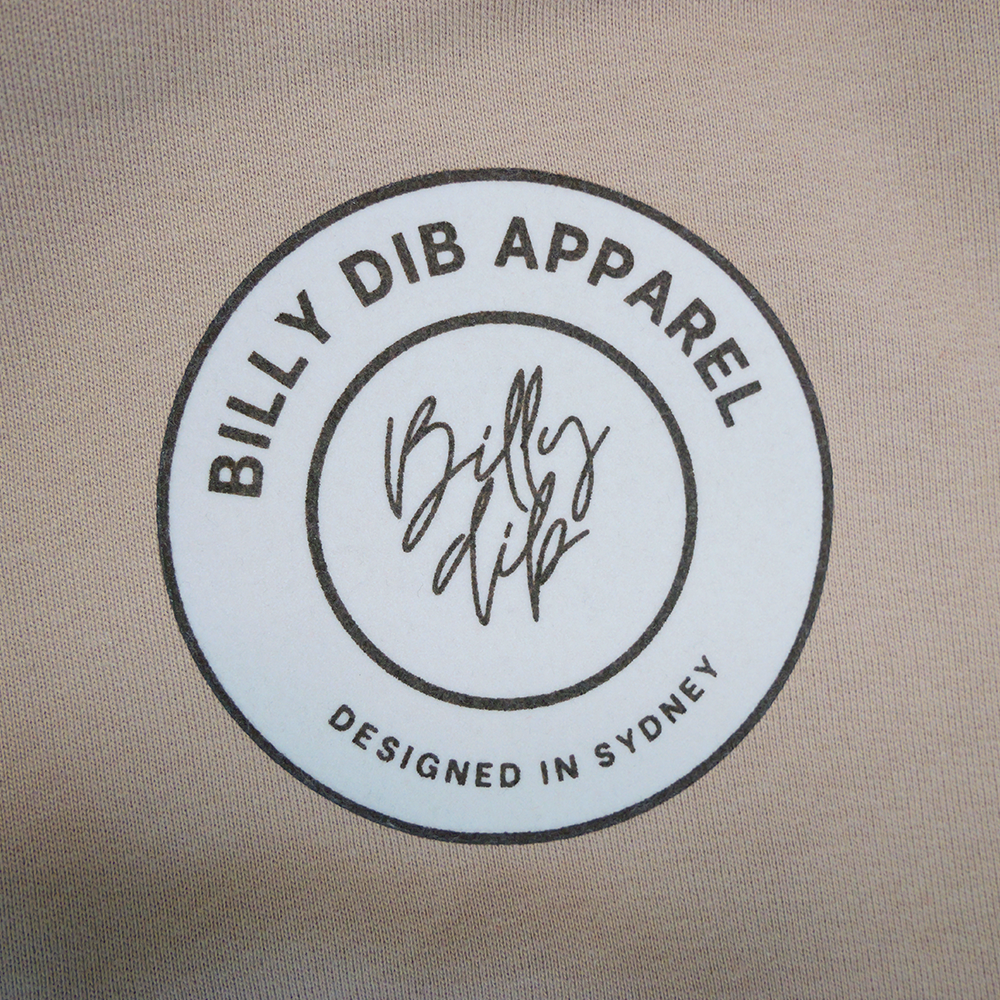 BILLY DIB APPAREL
Billy
dib
DESIGNED IN SYDNEY